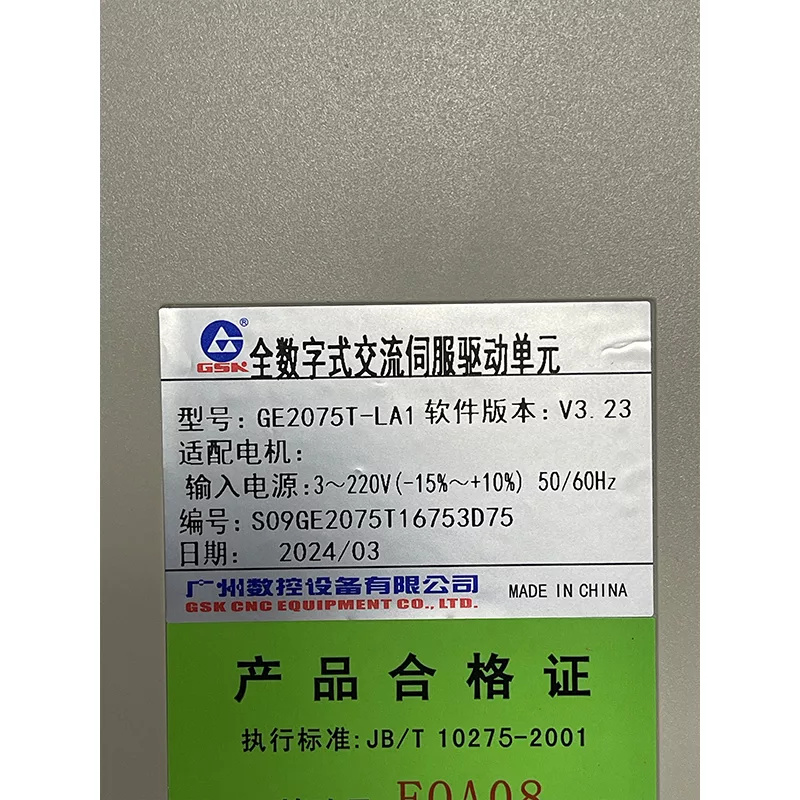 GSK® 全数字式交流伺服驱动单元
型号: GE2075T-LA1 软件版本: V3.23
适配电机:
输入电源:3～220V(-15%～+10%) 50/60Hz
编号: S09GE2075T16753D75
日期: 2024/03
广州数控设备有限公司
GSK CNC EQUIPMENT CO., LTD. MADE IN CHINA
产品合格证
执行标准:JB/T 10275-2001